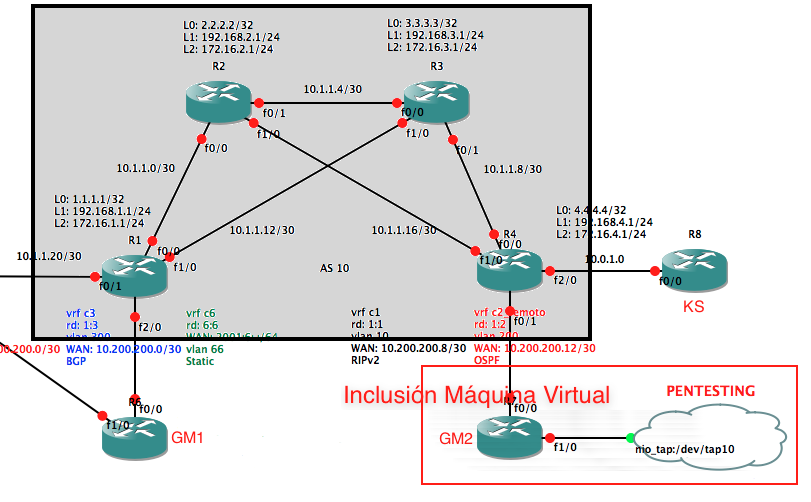 L0: 2.2.2.2/32
L1: 192.168.2.1/24
L2: 172.16.2.1/24
R2
L0: 3.3.3.3/32
L1: 192.168.3.1/24
L2: 172.16.3.1/24
R3
10.1.1.4/30
f0/1
f0/0
f1/0
f1/0
f0/0
f0/1
10.1.1.0/30
10.1.1.8/30
L0: 1.1.1.1/32
L1: 192.168.1.1/24
L2: 172.16.1.1/24
R1
10.1.1.12/30
10.1.1.16/30
L0: 4.4.4.4/32
L1: 192.168.4.1/24
L2: 172.16.4.1/24
R4
R8
10.1.1.20/30
f0/0
f1/0
f0/1
AS 10
f0/0
f1/0
f2/0
10.0.1.0
f0/0
KS
vrf c3
rd: 1:3
WAN: 10.200.200.0/30
BGP
f2/0
vrf c6
rd: 6:6
vlan 66
Static
vrf c1
rd: 1:1
vlan 10
WAN: 10.200.200.8/30
RIPv2
rd: 1:2
f0/1
WAN: 10.200.200.12/30
OSPF
Inclusión Máquina Virtual
PENTESTING
f0/0
f1/0
GM1
f0/0
GM2
f1/0
nio_tap:/dev/tap10